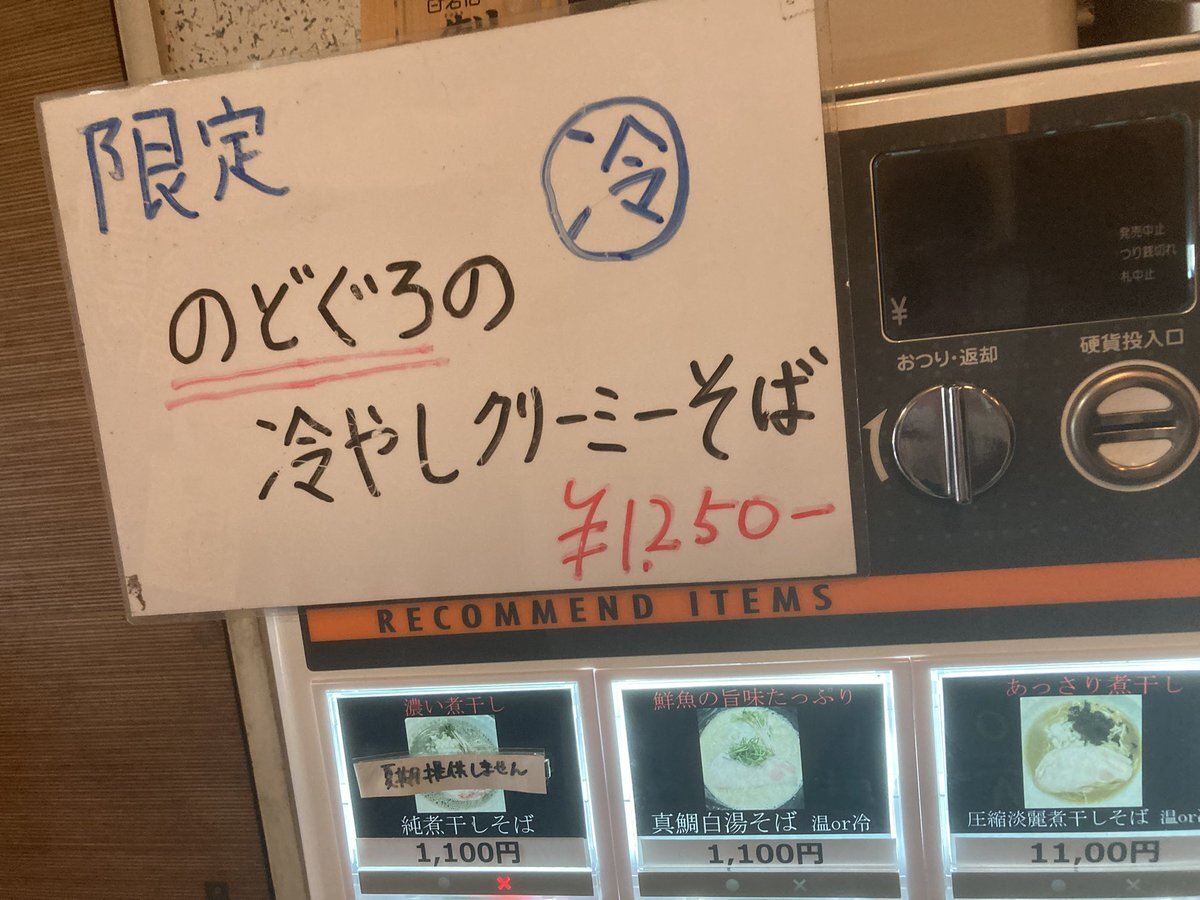 限定
冷
のどぐろの
冷やしクリーミーそば
¥1.250-
発売中止
つり銭切れ
札中止
¥
おつり・返却
硬貨投入口
RECOMMEND ITEMS
濃い煮干し
夏期提供しません
純煮干しそば
1,100円
鮮魚の旨味たっぷり
真鯛白湯そば 温or冷
1,100円
あっさり煮干し
圧縮淡麗煮干しそば 温or
11,00円